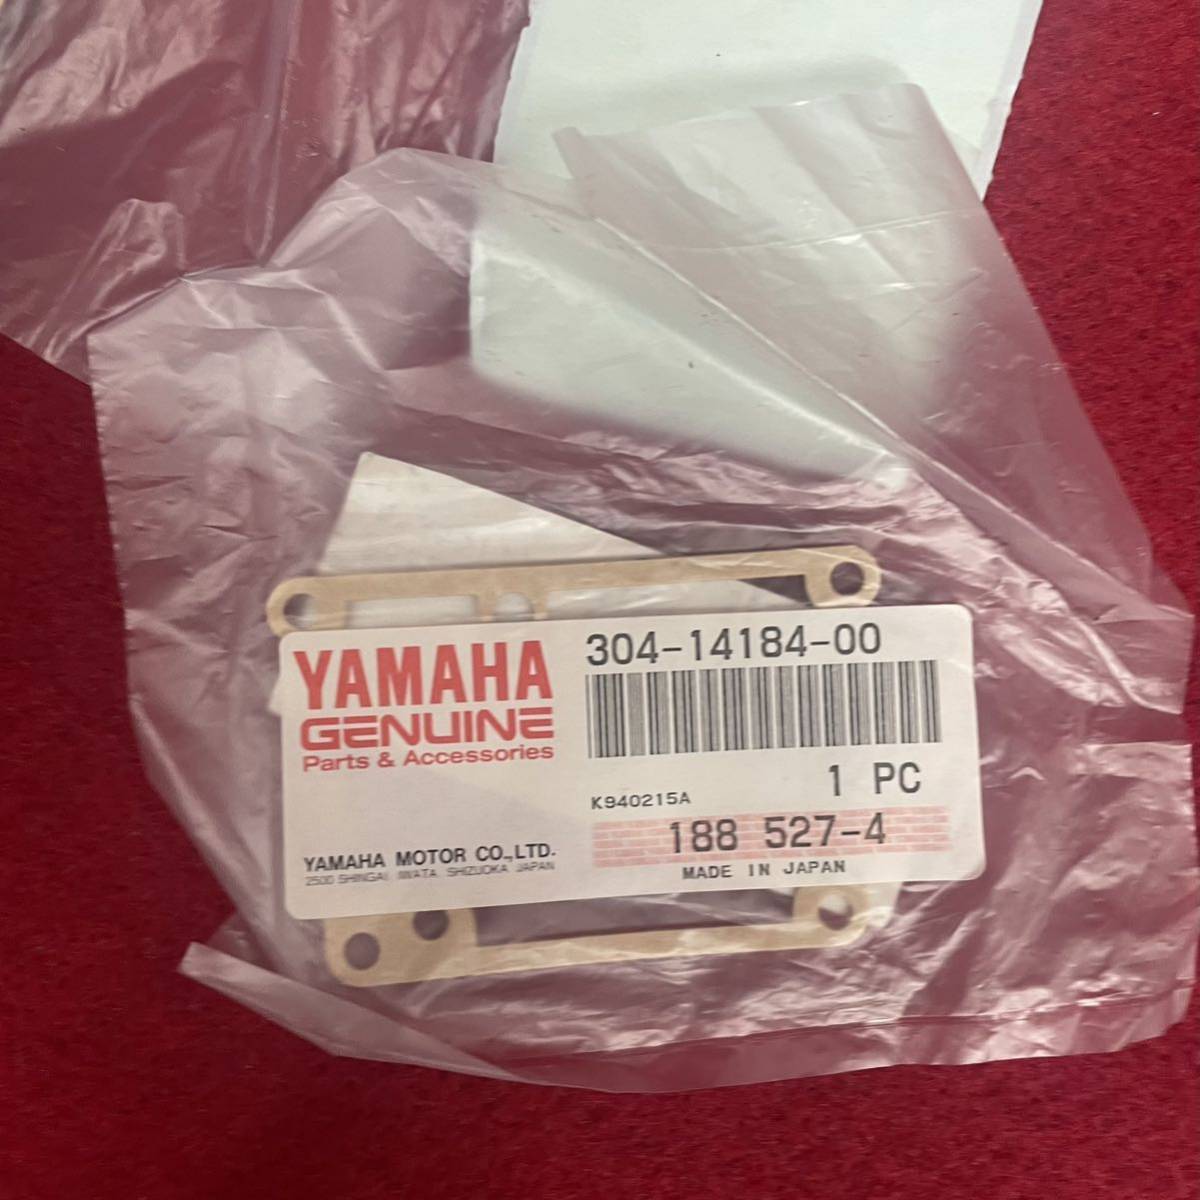 YAMAHA
GENUINE
Parts & Accessories
YAMAHA MOTOR CO.,LTD.
2500 SHINGAI IWATA SHIZUOKA JAPAN
304-14184-00
1 PC
K940215A
188 527-4
MADE IN JAPAN